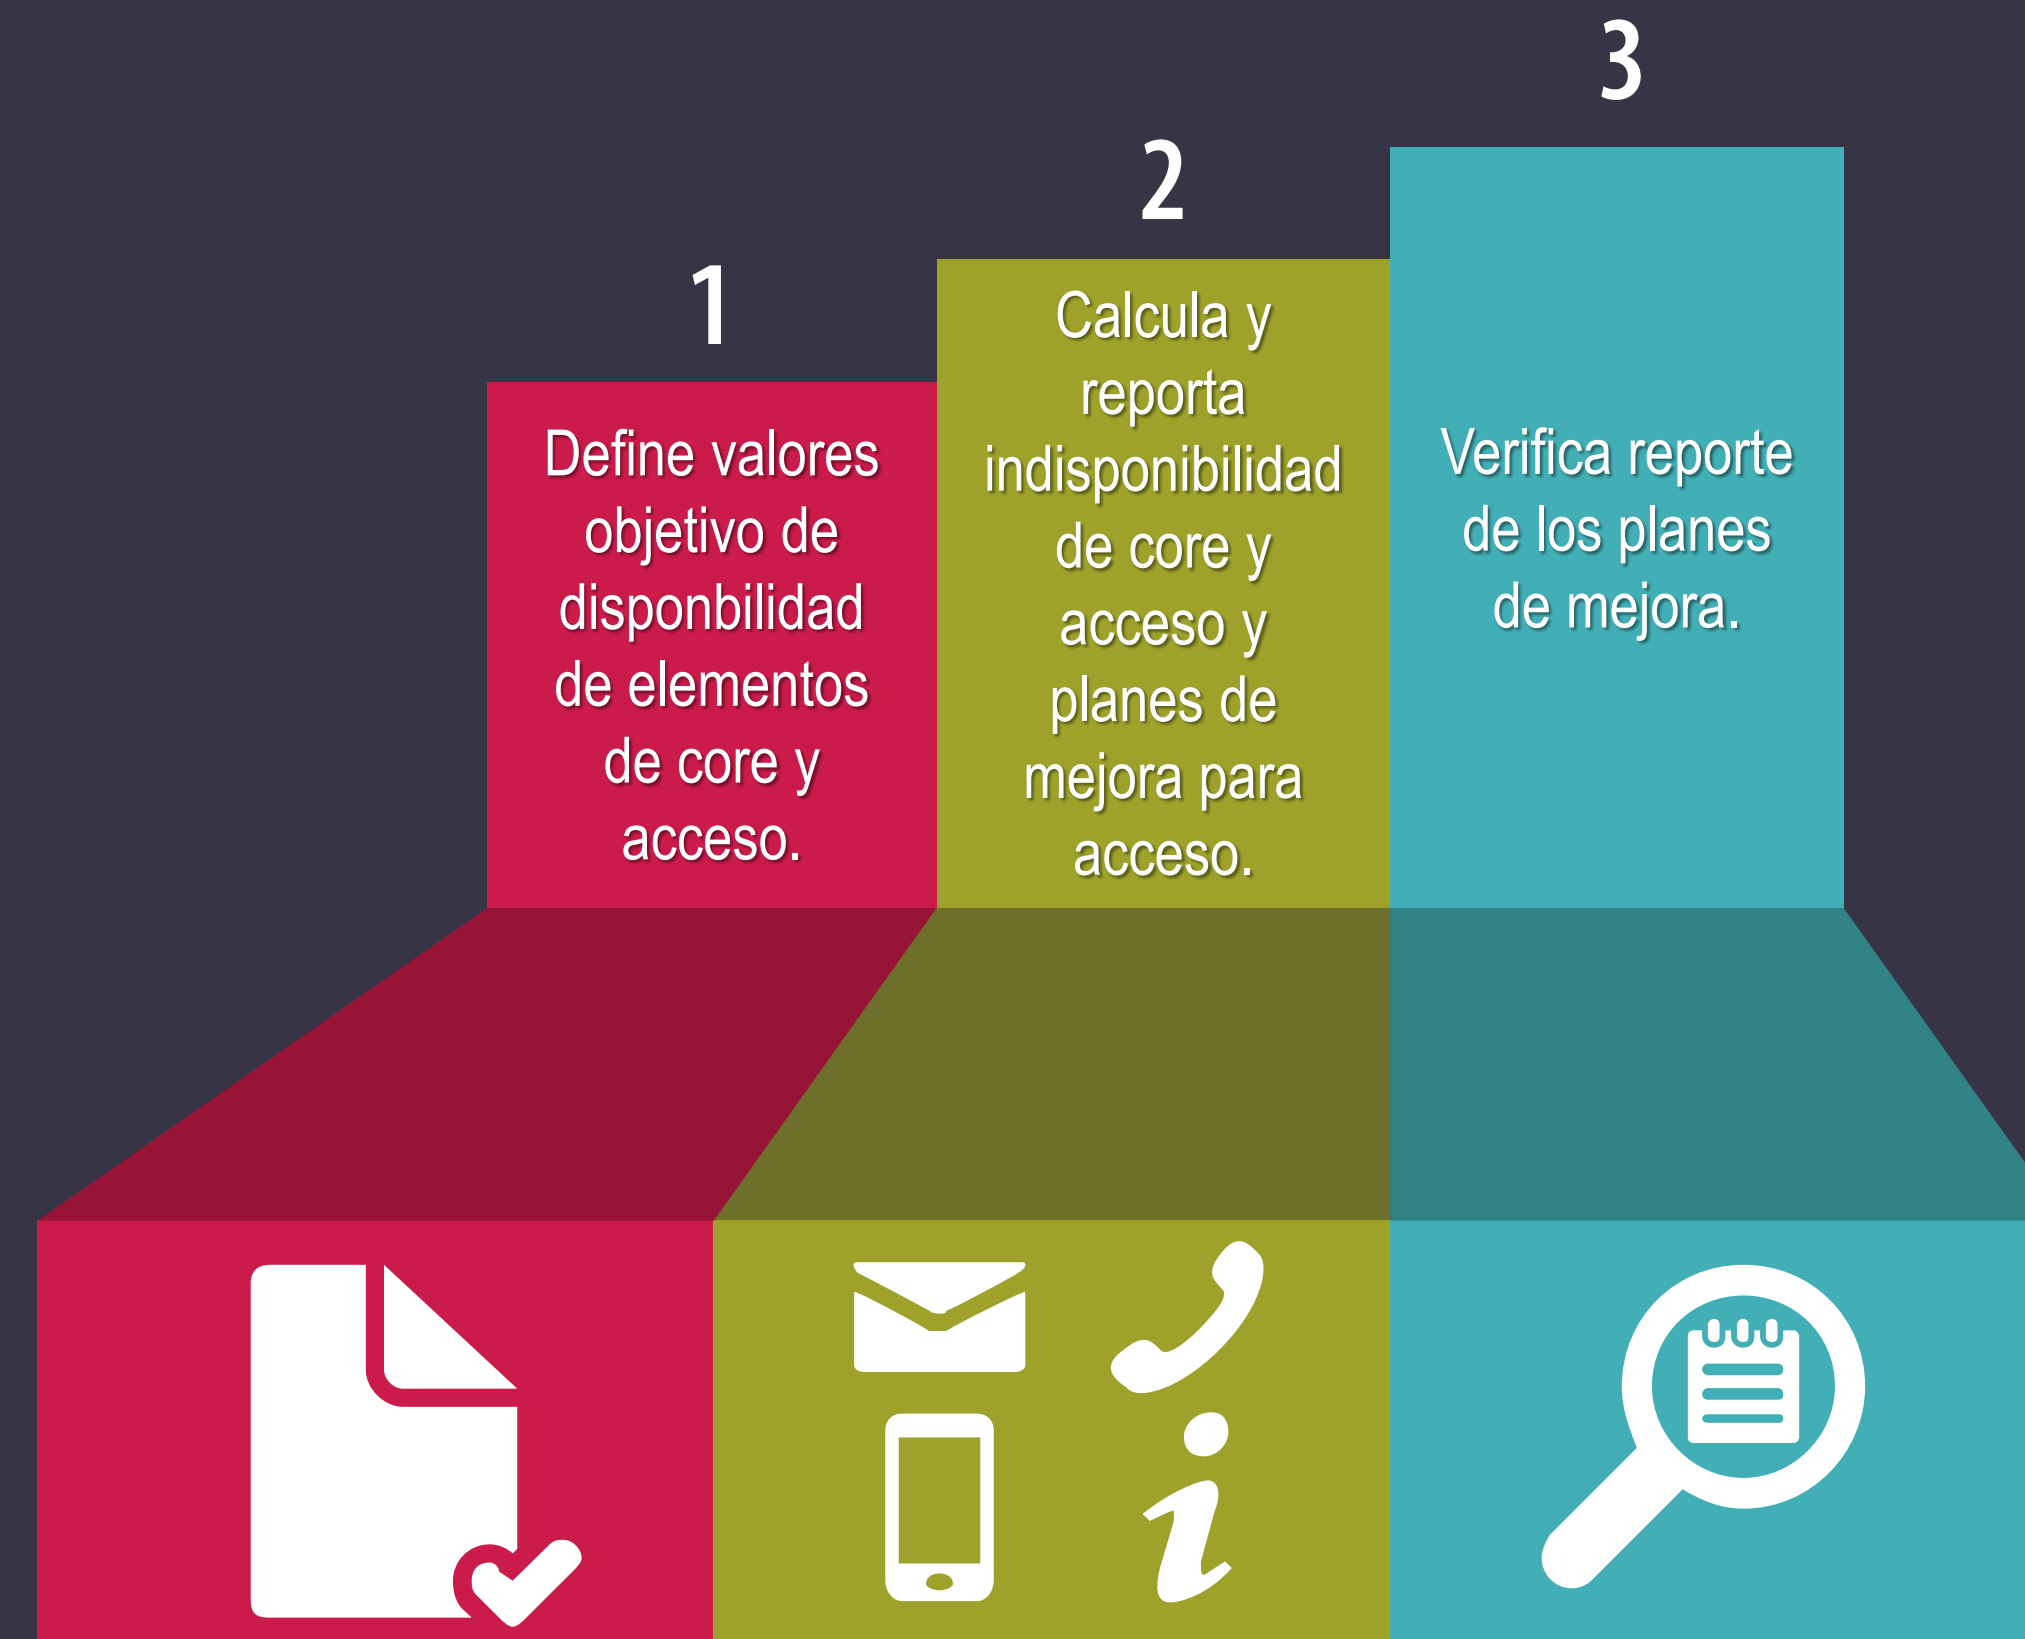 1
Define valores
objetivo de
disponbilidad
de elementos
de core y
acceso.
2
Calcula y
reporta
indisponibilidad
de core y
acceso y
planes de
mejora para
acceso.
3
Verifica reporte
de los planes
de mejora.